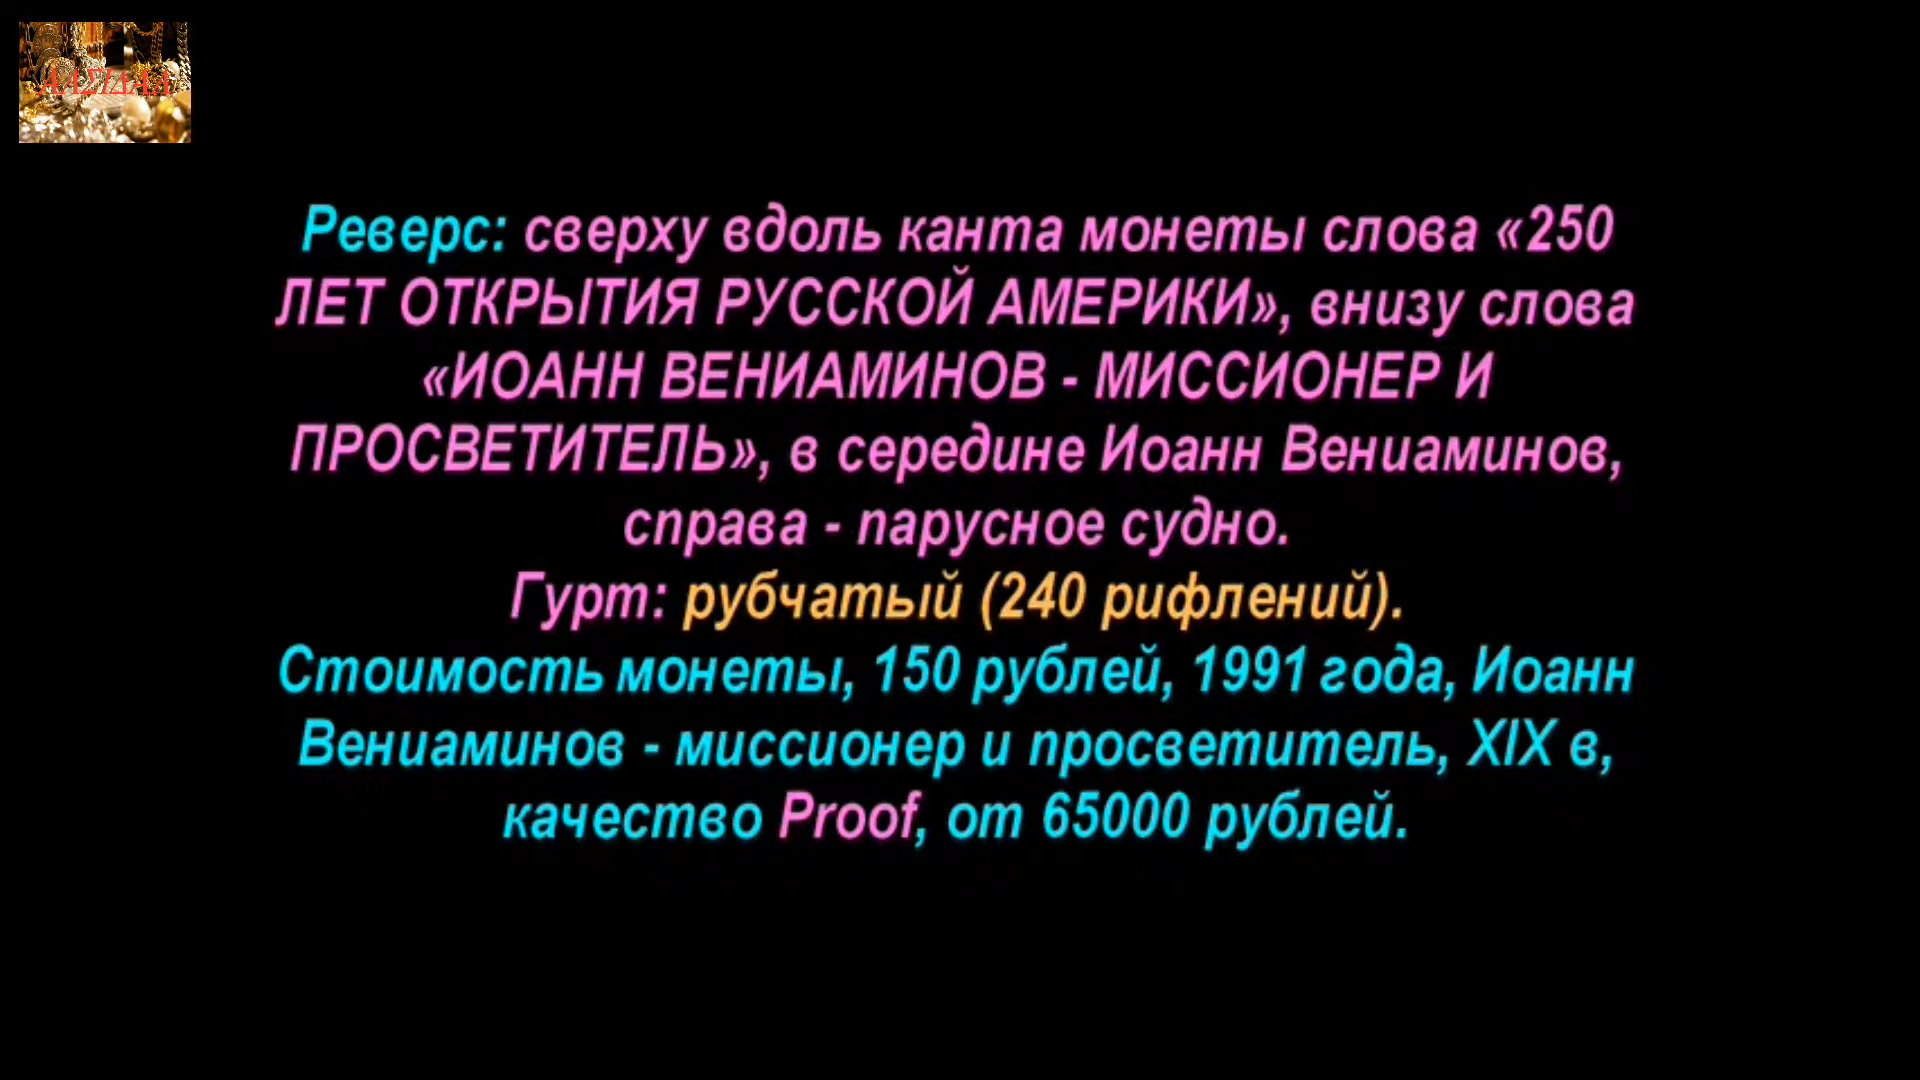 Реверс: сверху вдоль канта монеты слова «250
ЛЕТ ОТКРЫТИЯ РУССКОЙ АМЕРИКИ», внизу слова
«ИОАНН ВЕНИАМИНОВ - МИССИОНЕР И
ПРОСВЕТИТЕЛЬ», в середине Иоанн Вениаминов,
справа - парусное судно.
Гурт: рубчатый (240 рифлений).
Стоимость монеты, 150 рублей, 1991 года, Иоанн
Вениаминов - миссионер и просветитель, XIX в,
качество Proof, от 65000 рублей.